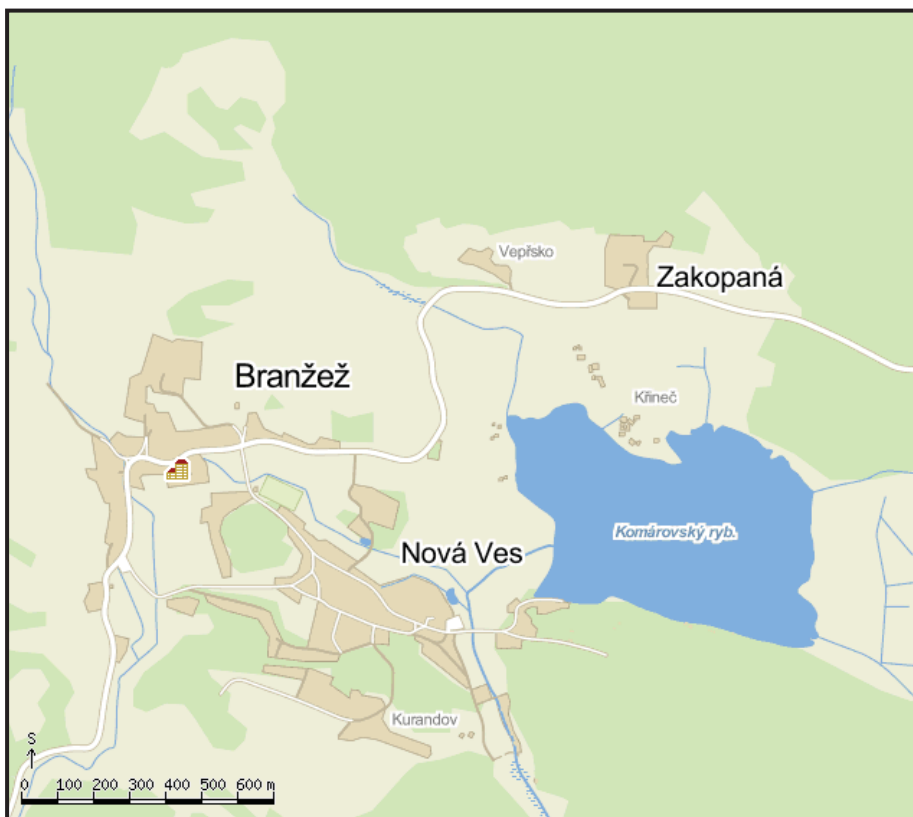 Vepřsko
Zakopaná
Branžež
Křineč
Komárovský ryb.
Nová Ves
Kurandov
S
0 100 200 300 400 500 600 m